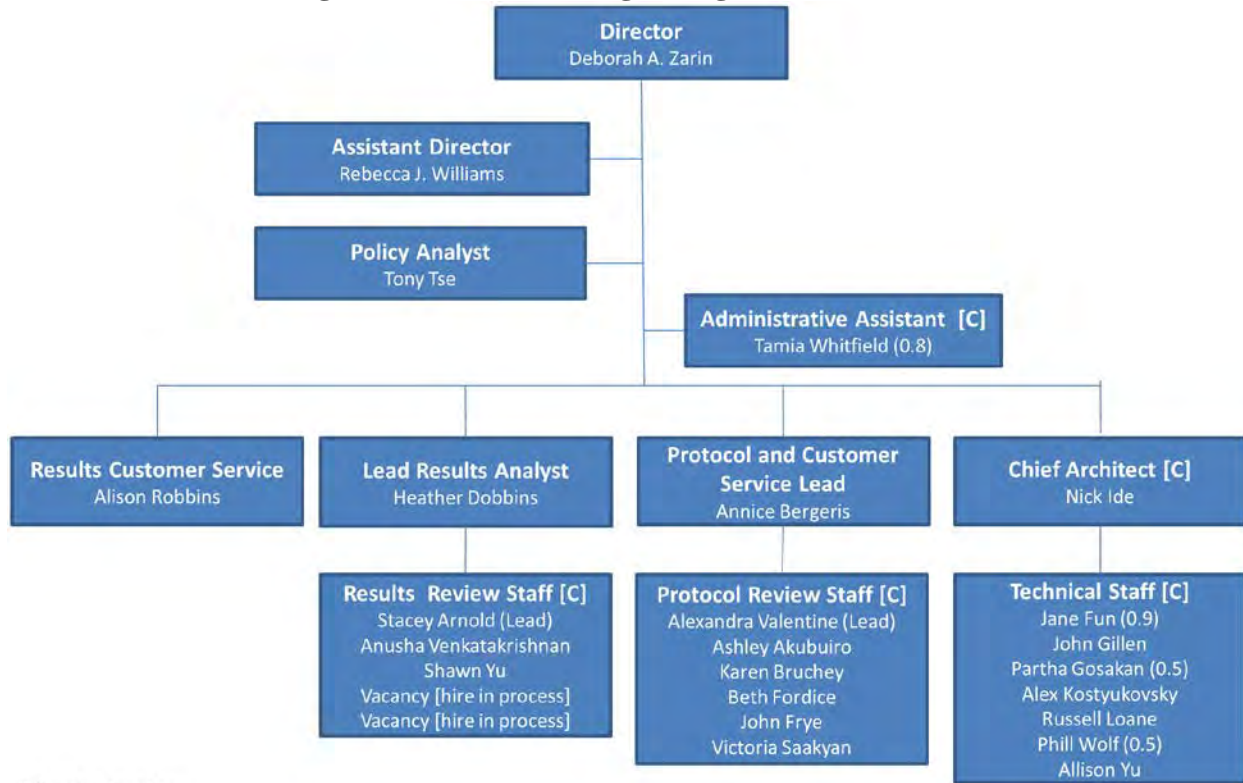 Director
Deborah A. Zarin
Assistant Director
Rebecca J. Williams
Policy Analyst
Tony Tse
Administrative Assistant [C]
Tamia Whitfield (0.8)
Results Customer Service
Alison Robbins
Lead Results Analyst
Heather Dobbins
Protocol and Customer
Service Lead
Annice Bergeris
Chief Architect [C]
Nick Ide
Results Review Staff [C]
Stacey Arnold (Lead)
Anusha Venkatakrishnan
Shawn Yu
Vacancy [hire in process]
Vacancy [hire in process]
Protocol Review Staff [C]
Alexandra Valentine (Lead)
Ashley Akubuiro
Karen Bruchey
Beth Fordice
John Frye
Victoria Saakyan
Technical Staff [C]
Jane Fun (0.9)
John Gillen
Partha Gosakan (0.5)
Alex Kostyukovsky
Russell Loane
Phill Wolf (0.5)
Allison Yu